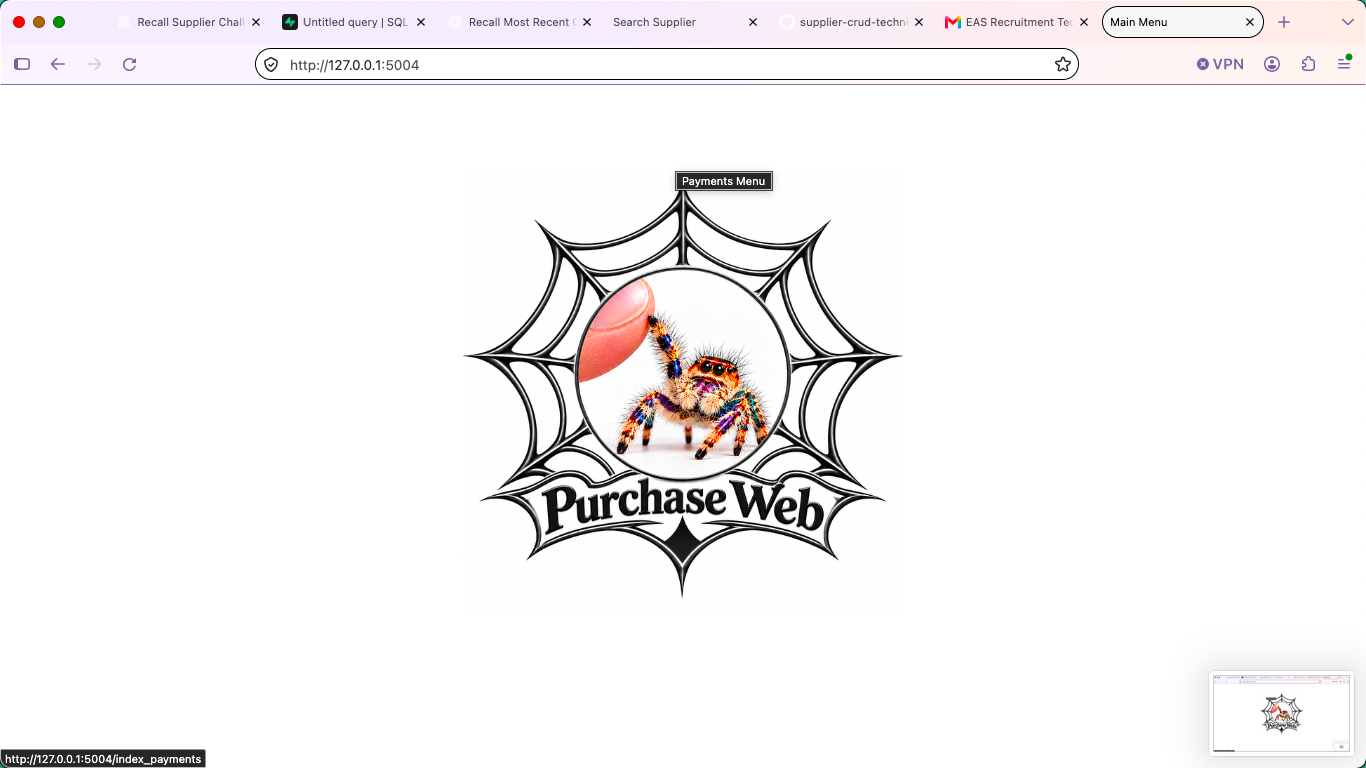 Recall Supplier Chall
Untitled query | SQL
Recall Most Recent
Search Supplier
supplier-crud-techni
EAS Recruitment Tec
Main Menu
http://127.0.0.1:5004
VPN
Payments Menu
Purchase Web
http://127.0.0.1:5004/index_payments